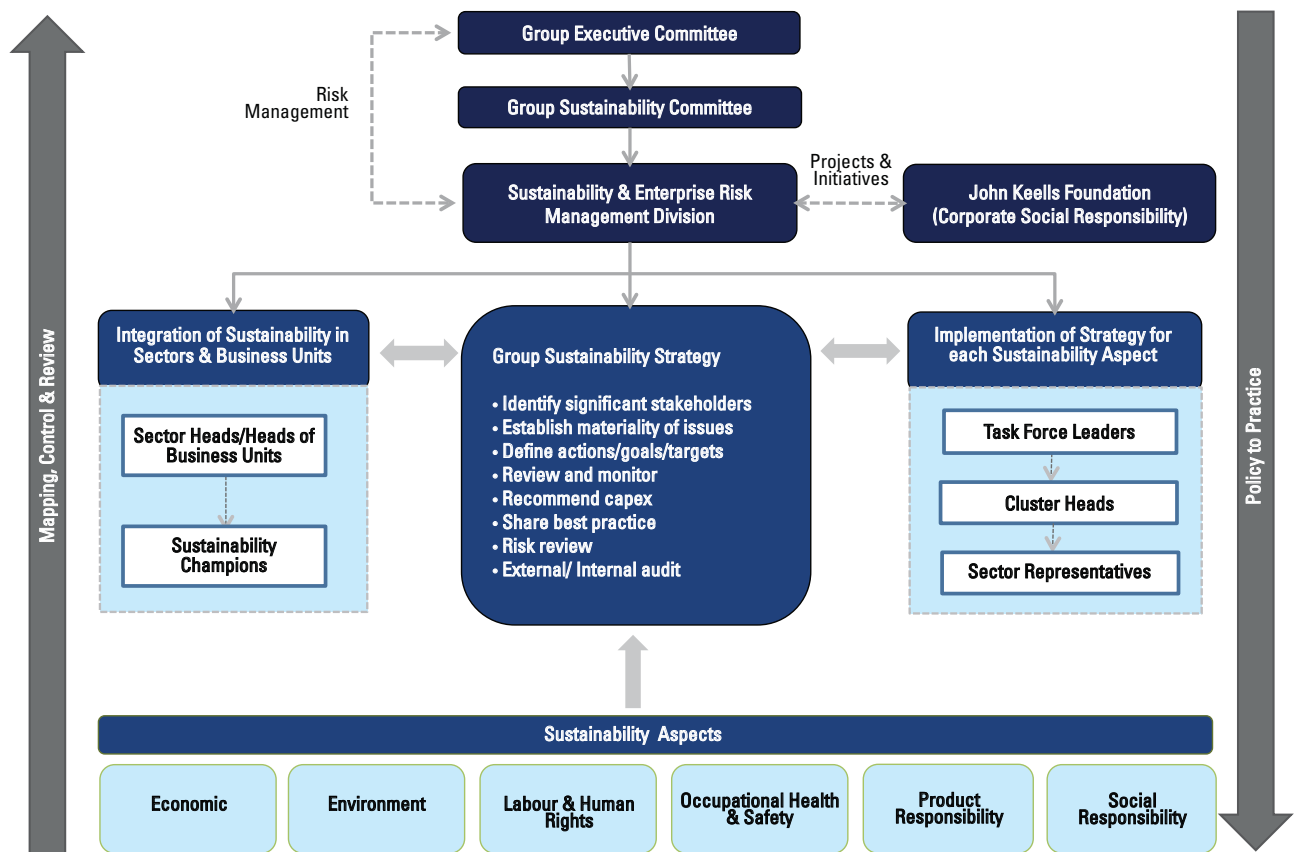 Group Executive Committee
Risk
Management
Group Sustainability Committee
Sustainability & Enterprise Risk
Management Division
Projects &
Initiatives
John Keells Foundation
(Corporate Social Responsibility)
Mapping, Control & Review
Policy to Practice
Integration of Sustainability in
Sectors & Business Units
Sector Heads/Heads of
Business Units
Sustainability
Champions
Group Sustainability Strategy
• Identify significant stakeholders
• Establish materiality of issues
• Define actions/goals/targets
• Review and monitor
• Recommend capex
• Share best practice
• Risk review
• External/ Internal audit
Implementation of Strategy for
each Sustainability Aspect
Task Force Leaders
Cluster Heads
Sector Representatives
Sustainability Aspects
Economic
Environment
Labour & Human
Rights
Occupational Health
& Safety
Product
Responsibility
Social
Responsibility